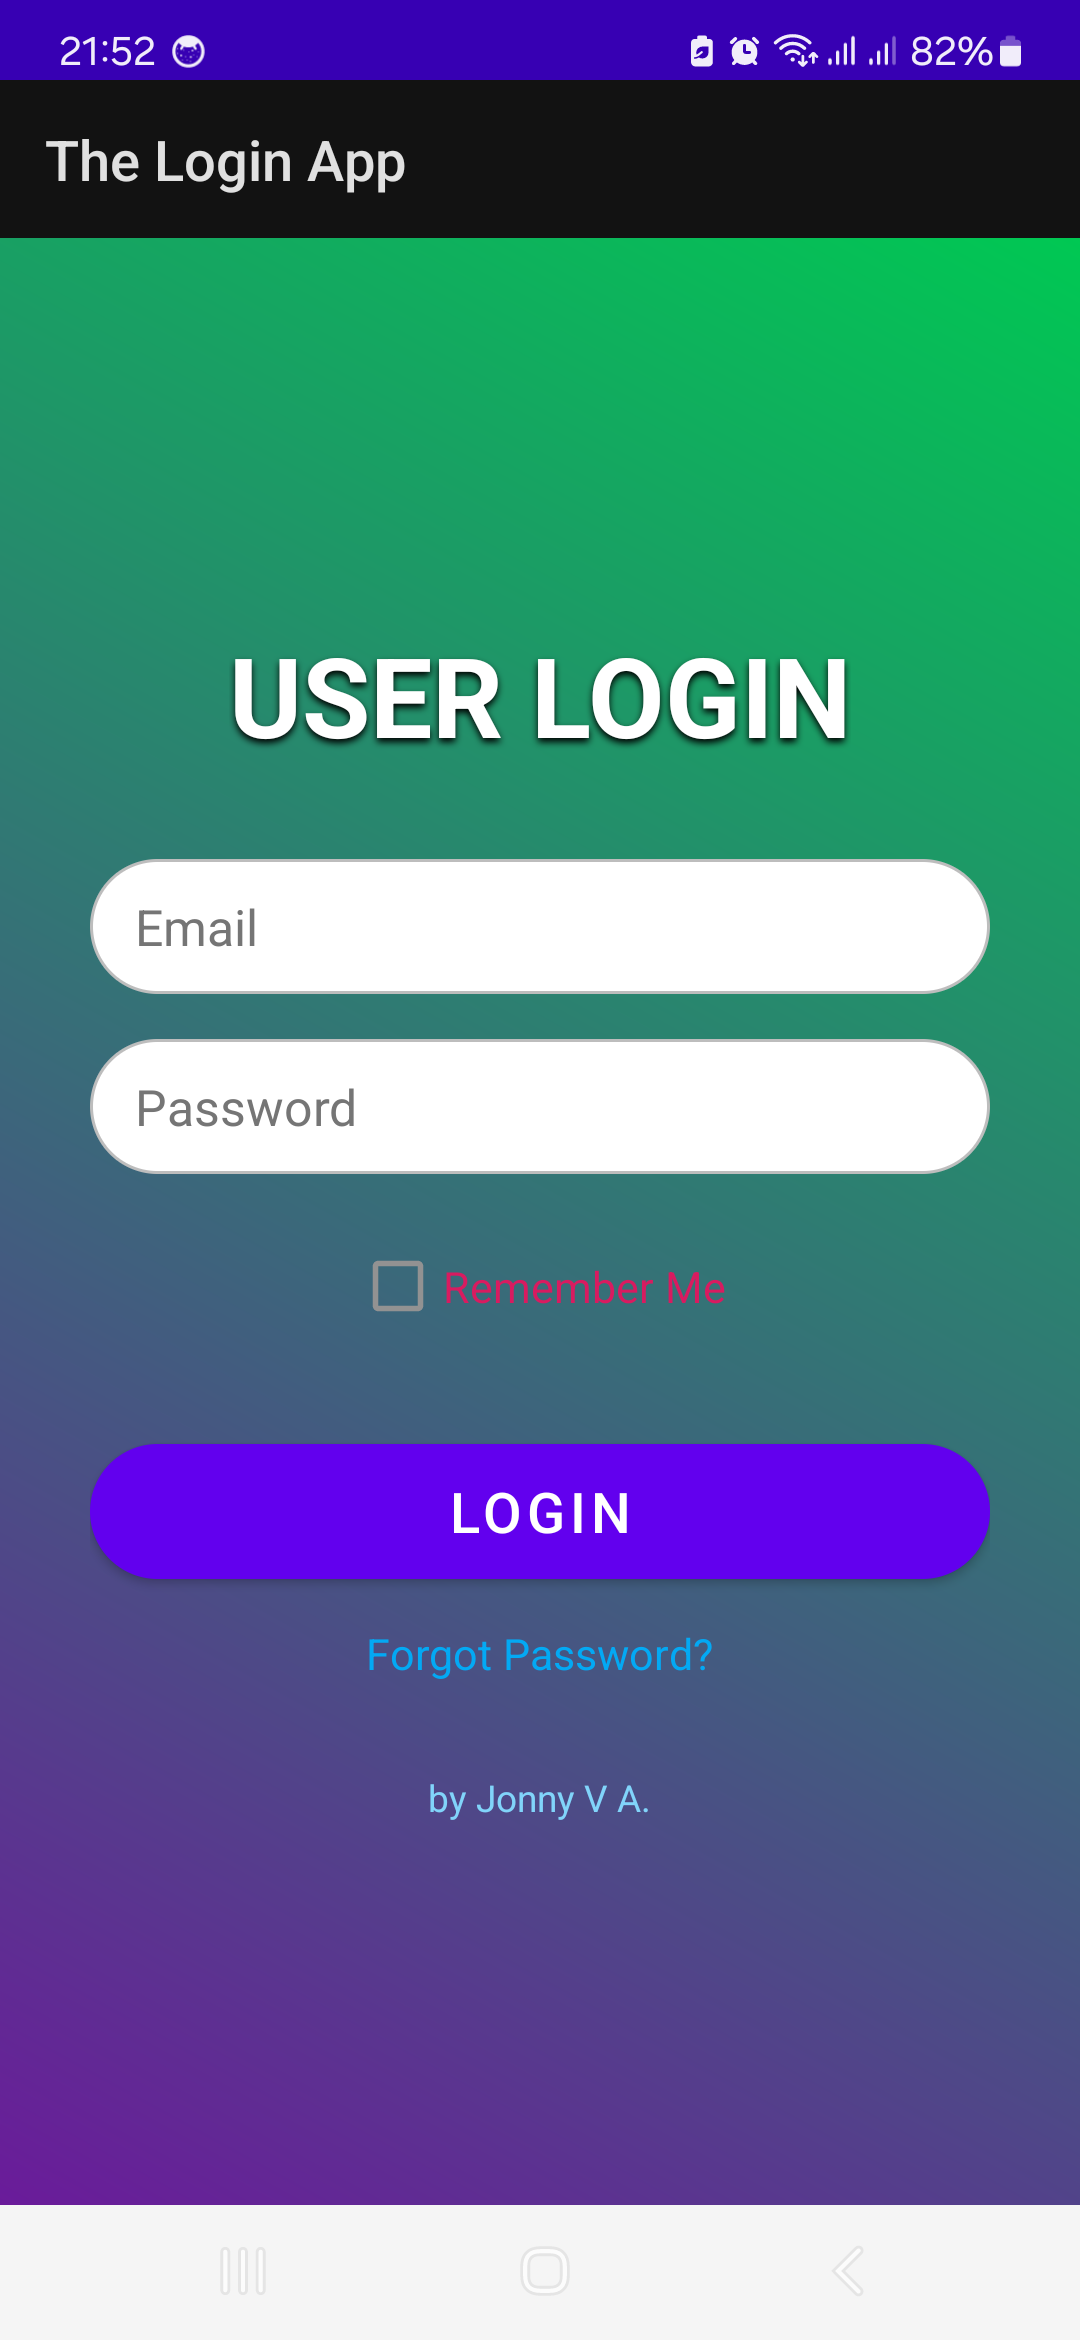 21:52 82%
The Login App
USER LOGIN
Email
Password
Remember Me
LOGIN
Forgot Password?
by Jonny V A.